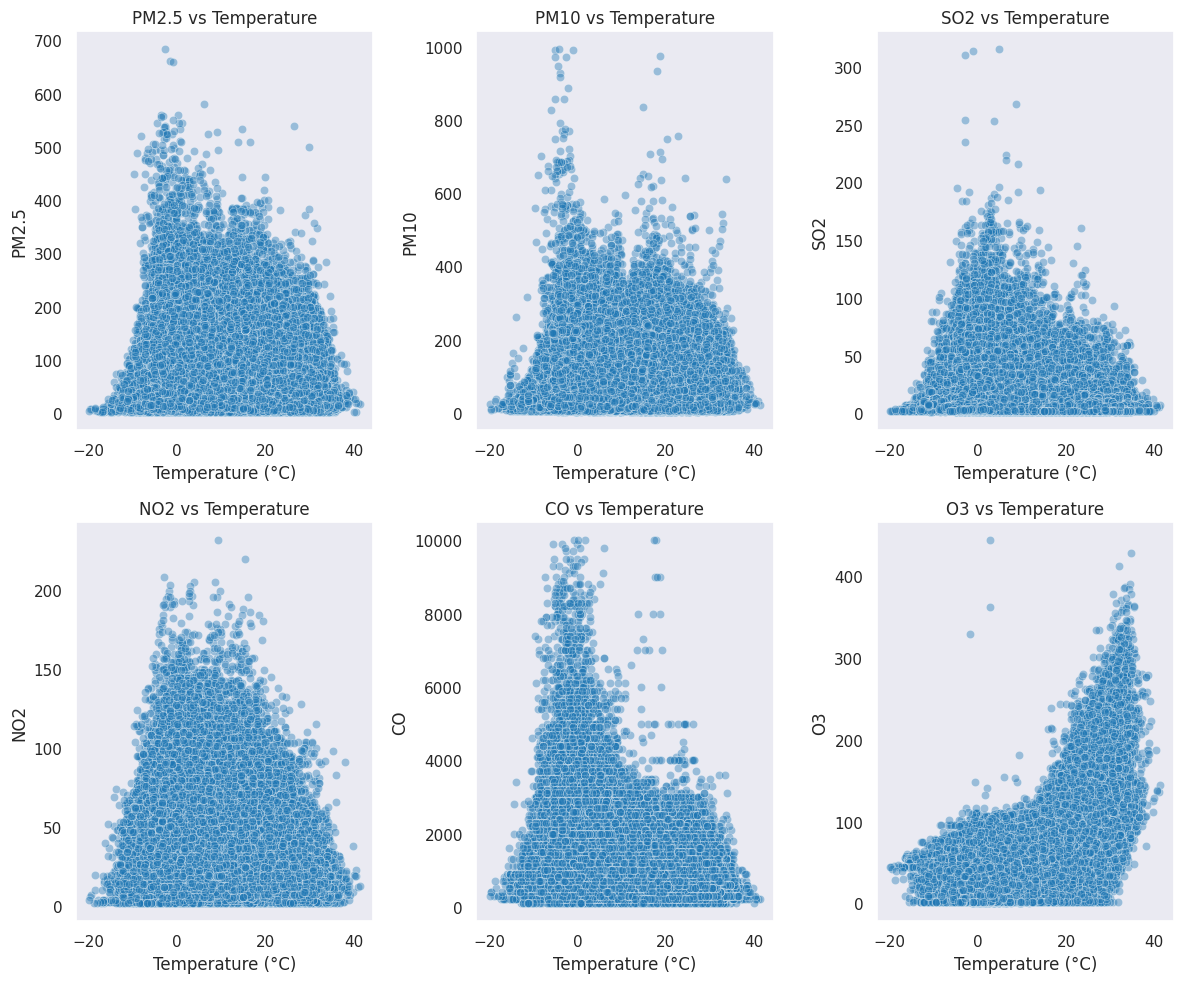 PM2.5 vs Temperature
PM2.5
700
600
500
400
300
200
100
0
−20 0 20 40
Temperature (°C)
PM10 vs Temperature
PM10
1000
800
600
400
200
0
−20 0 20 40
Temperature (°C)
SO2 vs Temperature
SO2
300
250
200
150
100
50
0
−20 0 20 40
Temperature (°C)
NO2 vs Temperature
NO2
200
150
100
50
0
−20 0 20 40
Temperature (°C)
CO vs Temperature
CO
10000
8000
6000
4000
2000
0
−20 0 20 40
Temperature (°C)
O3 vs Temperature
O3
400
300
200
100
0
−20 0 20 40
Temperature (°C)